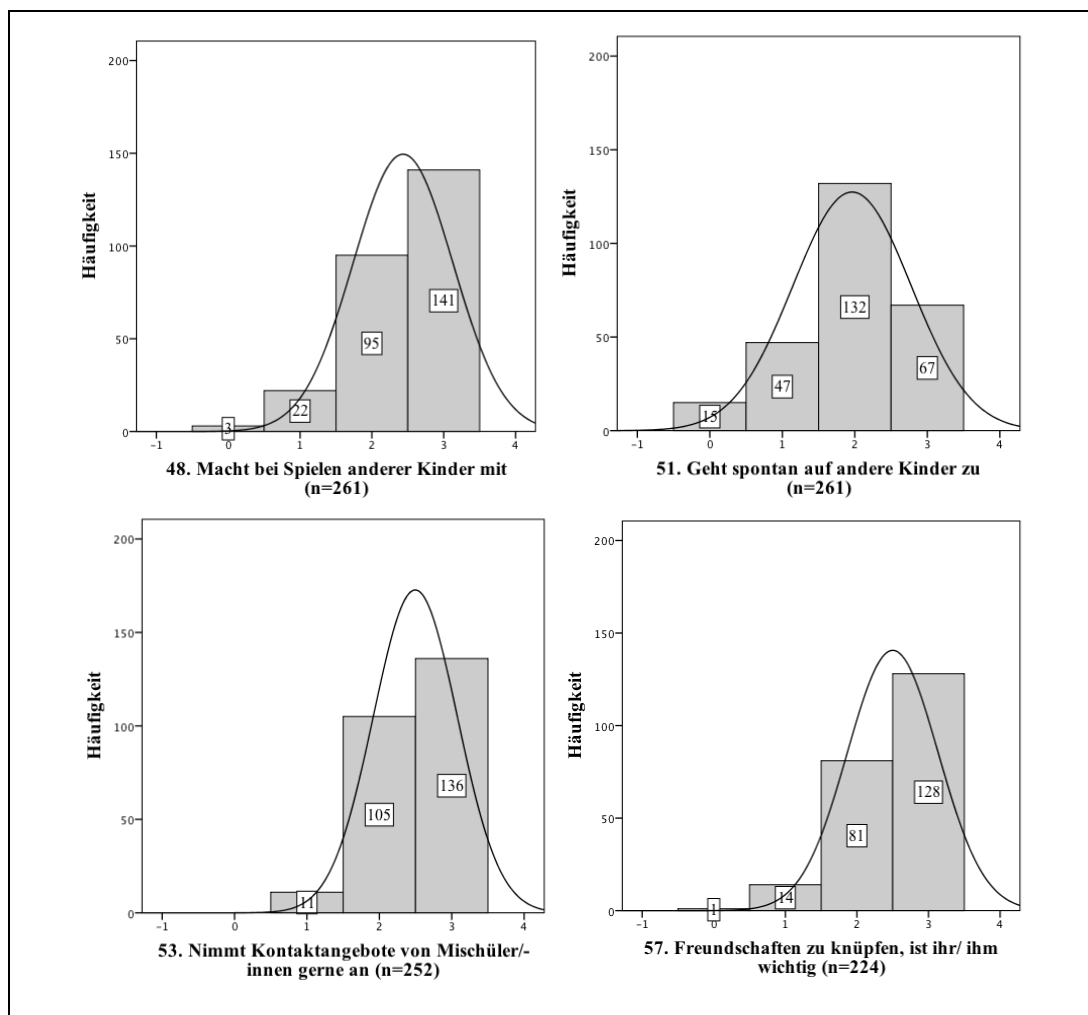 200
150
100
50
0
Häufigkeit
3
22
95
141
-1 0 1 2 3 4
48. Macht bei Spielen anderer Kinder mit
(n=261)
200
150
100
50
0
Häufigkeit
15
47
132
67
-1 0 1 2 3 4
51. Geht spontan auf andere Kinder zu
(n=261)
200
150
100
50
0
Häufigkeit
11
105
136
-1 0 1 2 3 4
53. Nimmt Kontaktangebote von Mischüler/-
innen gerne an (n=252)
200
150
100
50
0
Häufigkeit
1
14
81
128
-1 0 1 2 3 4
57. Freundschaften zu knüpfen, ist ihr/ ihm
wichtig (n=224)